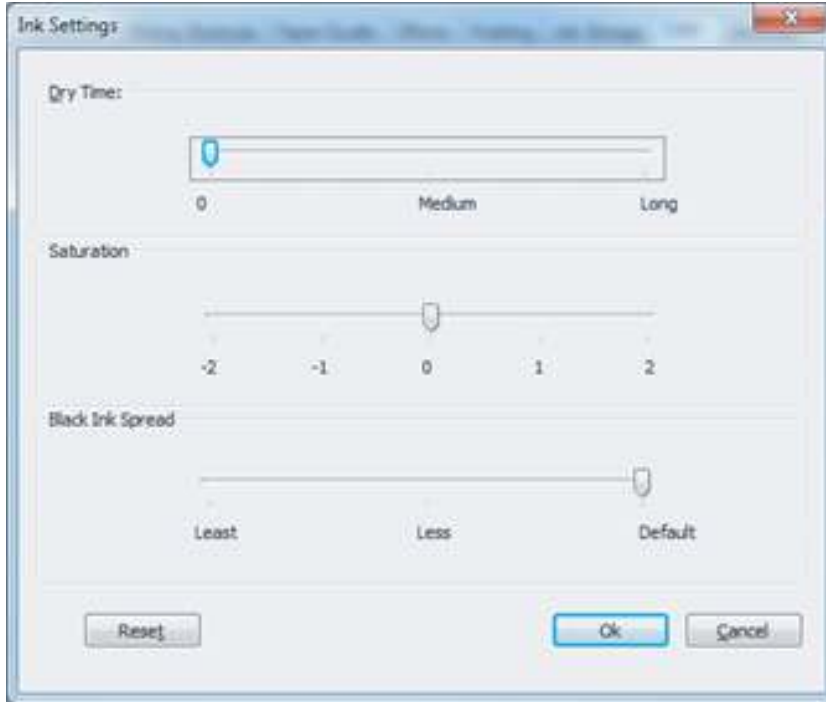 Ink Settings
Dry Time:
0 Medium Long
Saturation
-2 -1 0 1 2
Black Ink Spread
Least Less Default
Reset Ok Cancel